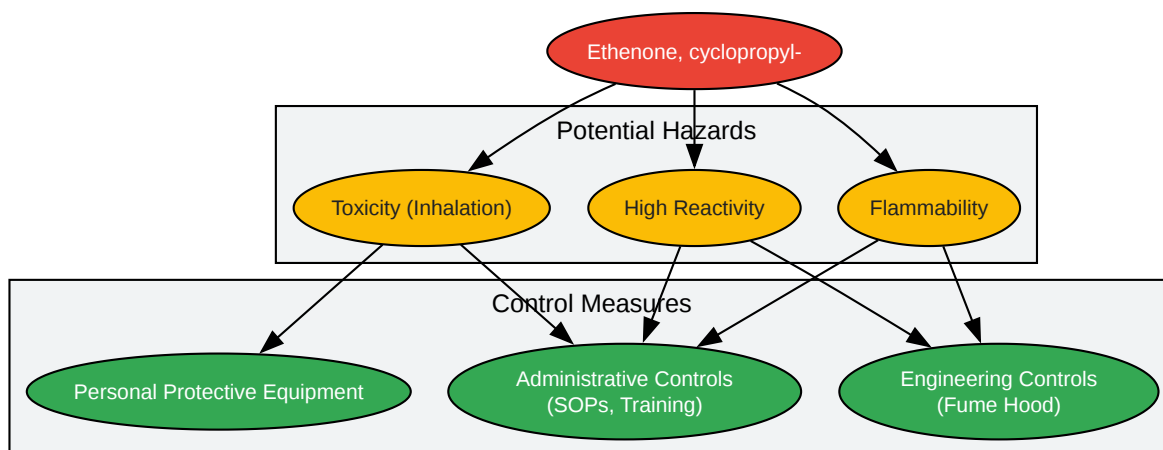 Ethenone, cyclopropyl-
Potential Hazards
Toxicity (Inhalation)
High Reactivity
Flammability
Control Measures
Personal Protective Equipment
Administrative Controls
(SOPs, Training)
Engineering Controls
(Fume Hood)